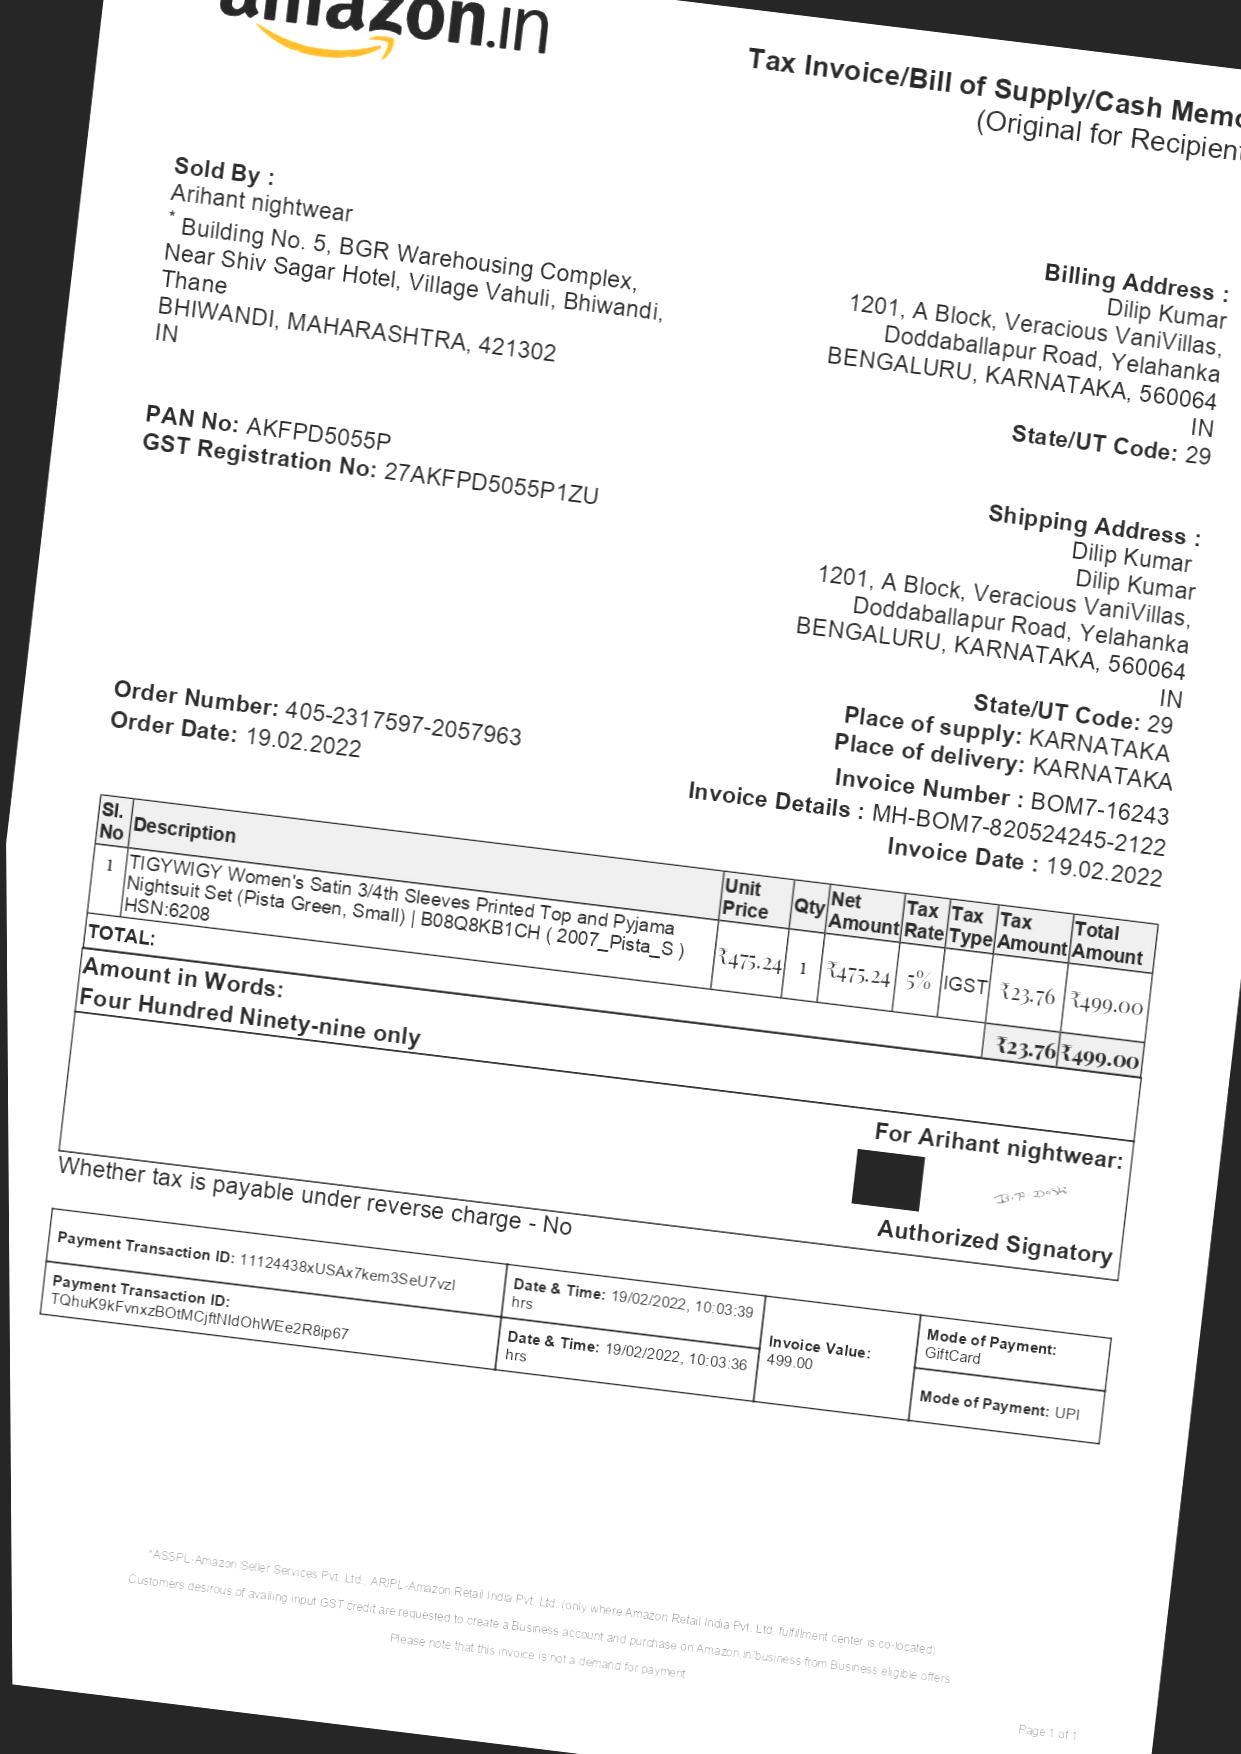 amazon.in
Tax Invoice/Bill of Supply/Cash Memo
(Original for Recipient
Sold By :
Arihant nightwear
* Building No. 5, BGR Warehousing Complex,
Near Shiv Sagar Hotel, Village Vahuli, Bhiwandi,
Thane
BHIWANDI, MAHARASHTRA, 421302
IN
PAN No: AKFPD5055P
GST Registration No: 27AKFPD5055P1ZU
Billing Address :
Dilip Kumar
1201, A Block, Veracious VaniVillas,
Doddaballapur Road, Yelahanka
BENGALURU, KARNATAKA, 560064
IN
State/UT Code: 29
Shipping Address :
Dilip Kumar
Dilip Kumar
1201, A Block, Veracious VaniVillas,
Doddaballapur Road, Yelahanka
BENGALURU, KARNATAKA, 560064
IN
State/UT Code: 29
Place of supply: KARNATAKA
Place of delivery: KARNATAKA
Order Number: 405-2317597-2057963
Order Date: 19.02.2022
Invoice Number : BOM7-16243
Invoice Details : MH-BOM7-820524245-2122
Invoice Date : 19.02.2022
Sl. No Description Unit Price Qty Net Amount Tax Rate Tax Type Tax Amount Total Amount
1 TIGYWIGY Women's Satin 3/4th Sleeves Printed Top and Pyjama
Nightsuit Set (Pista Green, Small) | B08Q8KB1CH ( 2007_Pista_S )
HSN:6208
₹475.24 1 ₹475.24 5% IGST ₹23.76 ₹499.00
TOTAL: ₹23.76 ₹499.00
Amount in Words:
Four Hundred Ninety-nine only
For Arihant nightwear:
Authorized Signatory
Whether tax is payable under reverse charge - No
Payment Transaction ID: 11124438xUSAx7kem3SeU7vzl
Date & Time: 19/02/2022, 10:03:39
hrs
Invoice Value:
499.00
Mode of Payment:
GiftCard
Payment Transaction ID:
TQhuK9kFvnxzBOtMCjftNIdOhWEe2R8ip67
Date & Time: 19/02/2022, 10:03:36
hrs
Mode of Payment: UPI
*ASSPL-Amazon Seller Services Pvt. Ltd., ARIPL-Amazon Retail India Pvt. Ltd. (only where Amazon Retail India Pvt. Ltd. fulfillment center is co-located)
Customers desirous of availing input GST credit are requested to create a Business account and purchase on Amazon.in/business from Business eligible offers
Please note that this invoice is not a demand for payment
Page 1 of 1